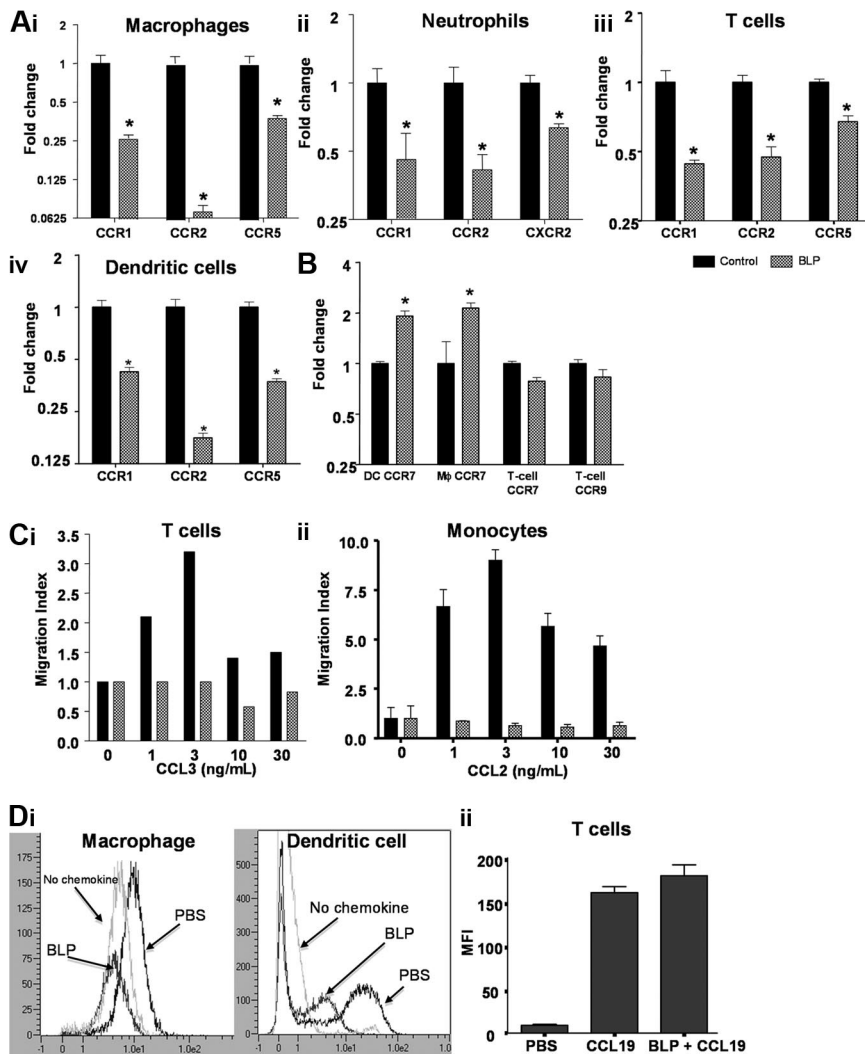 Ai Macrophages
2
1
0.5
0.25
0.125
0.0625
Fold change
* * *
CCR1 CCR2 CCR5
ii Neutrophils
2
1
0.5
0.25
Fold change
* * *
CCR1 CCR2 CXCR2
iii T cells
2
1
0.5
0.25
Fold change
* * *
CCR1 CCR2 CCR5
Control BLP
iv Dendritic cells
2
1
0.5
0.25
0.125
Fold change
* * *
CCR1 CCR2 CCR5
B
4
2
1
0.5
0.25
Fold change
* *
DC CCR7 Mϕ CCR7 T-cell T-cell
CCR7 CCR9
Ci T cells
3.5
3.0
2.5
2.0
1.5
1.0
0.5
0.0
Migration Index
0 1 3 10 30
CCL3 (ng/mL)
ii Monocytes
10.0
7.5
5.0
2.5
0.0
Migration Index
0 1 3 10 30
CCL2 (ng/mL)
Di Macrophage
175
150
125
100
75
50
25
0
No chemokine
PBS
BLP
-1 0 1 1.0e1 1.0e2
Dendritic cell
500
400
300
200
100
0
No chemokine
BLP
PBS
-1 1 1.0e1 1.0e2 1.0
ii T cells
200
150
100
50
0
MFI
PBS CCL19 BLP + CCL19